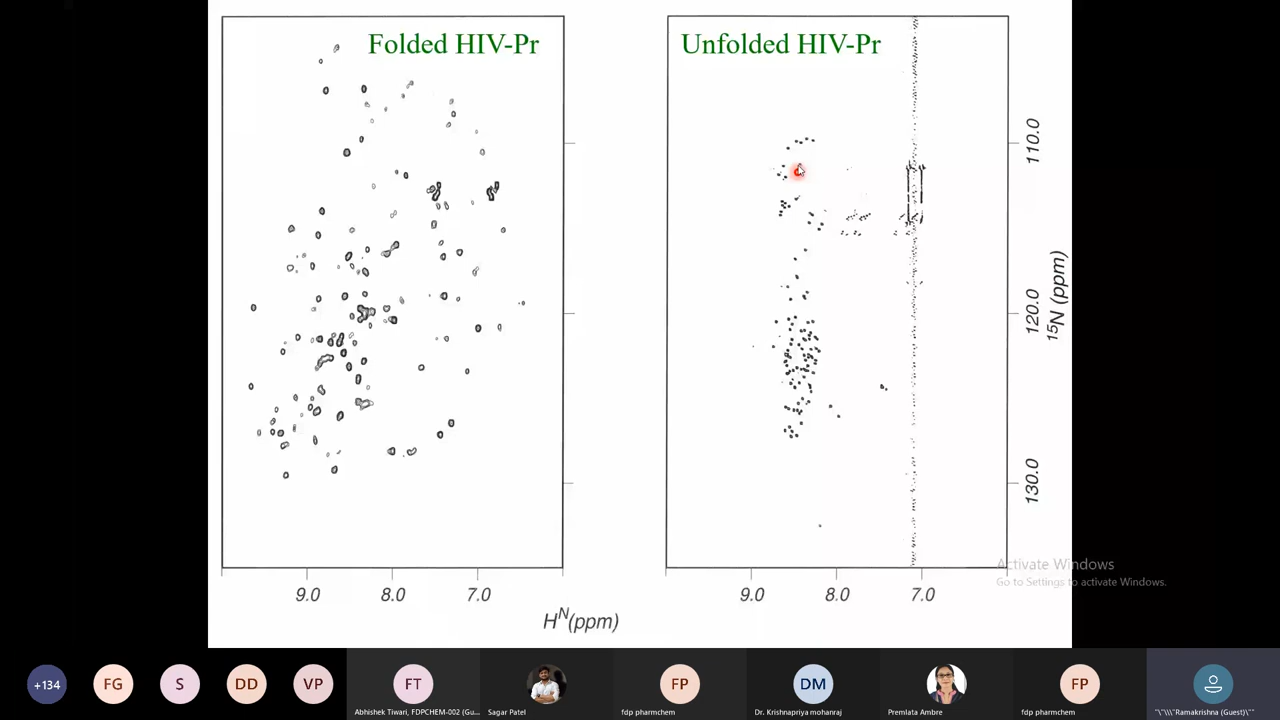 Folded HIV-Pr
Unfolded HIV-Pr
110.0
120.0
130.0
15N (ppm)
9.0 8.0 7.0
9.0 8.0 7.0
HN(ppm)
Activate Windows
Go to Settings to activate Windows.
+134
FG
S
DD
VP
FT
FP
DM
FP
Abhishek Tiwari, FDPCHEM-002 (Gu...
Sagar Patel
fdp pharmchem
Dr. Krishnapriya mohanraj
Premlata Ambre
fdp pharmchem
"\"\\\"Ramakrishna (Guest)\""